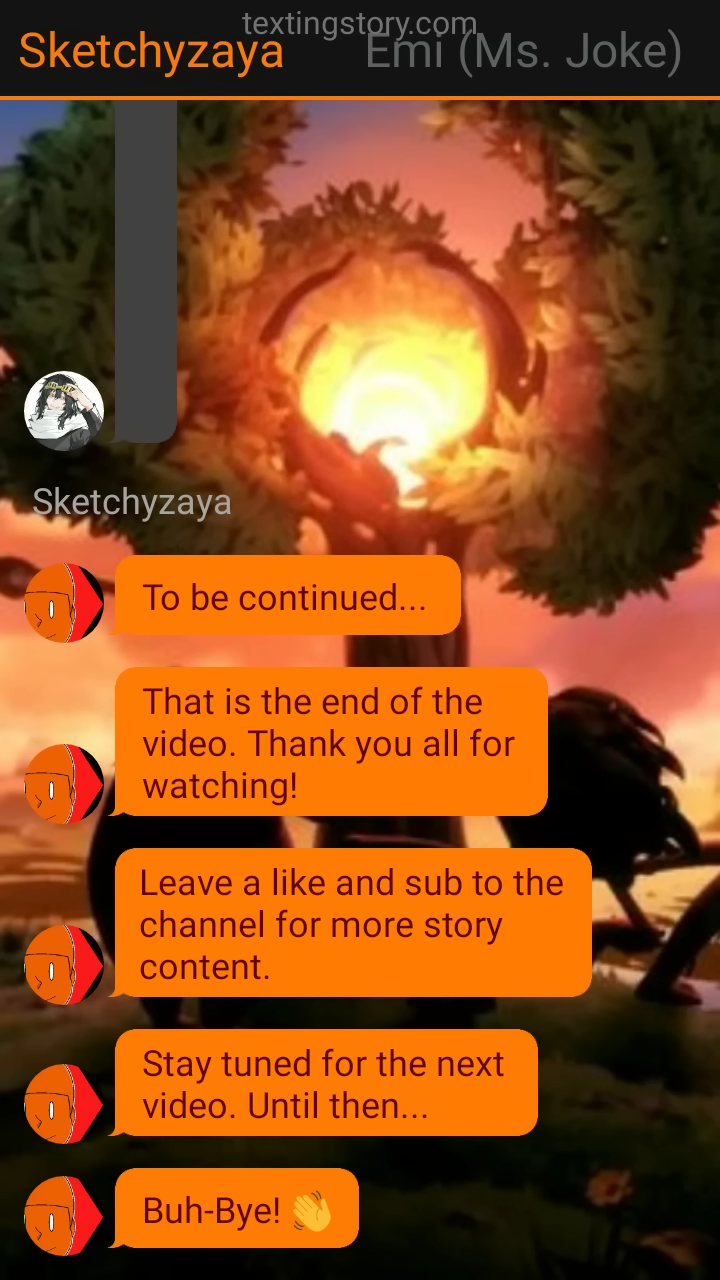 textingstory.com
Sketchyzaya Emi (Ms. Joke)
Sketchyzaya
To be continued...
That is the end of the
video. Thank you all for
watching!
Leave a like and sub to the
channel for more story
content.
Stay tuned for the next
video. Until then...
Buh-Bye! 👋